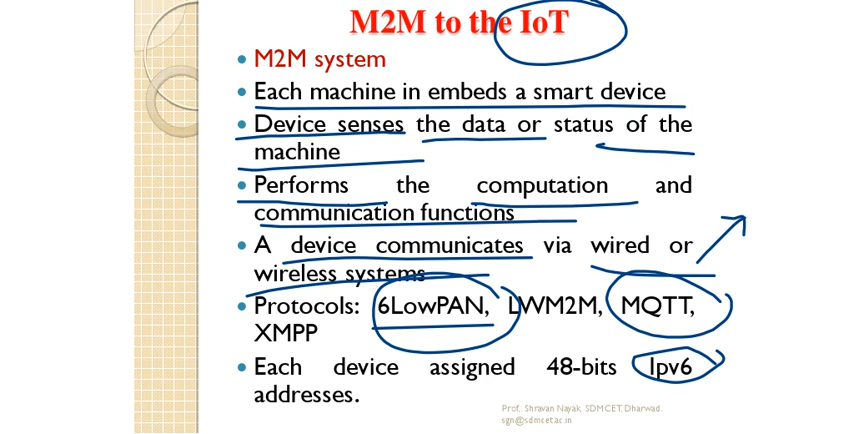 M2M to the IoT
• M2M system
• Each machine in embeds a smart device
• Device senses the data or status of the
machine
• Performs the computation and
communication functions
• A device communicates via wired or
wireless systems
• Protocols: 6LowPAN, LWM2M, MQTT,
XMPP
• Each device assigned 48-bits Ipv6
addresses.
Prof. Shravan Nayak, SDMCET, Dharwad.
sgn@sdmcet.ac.in